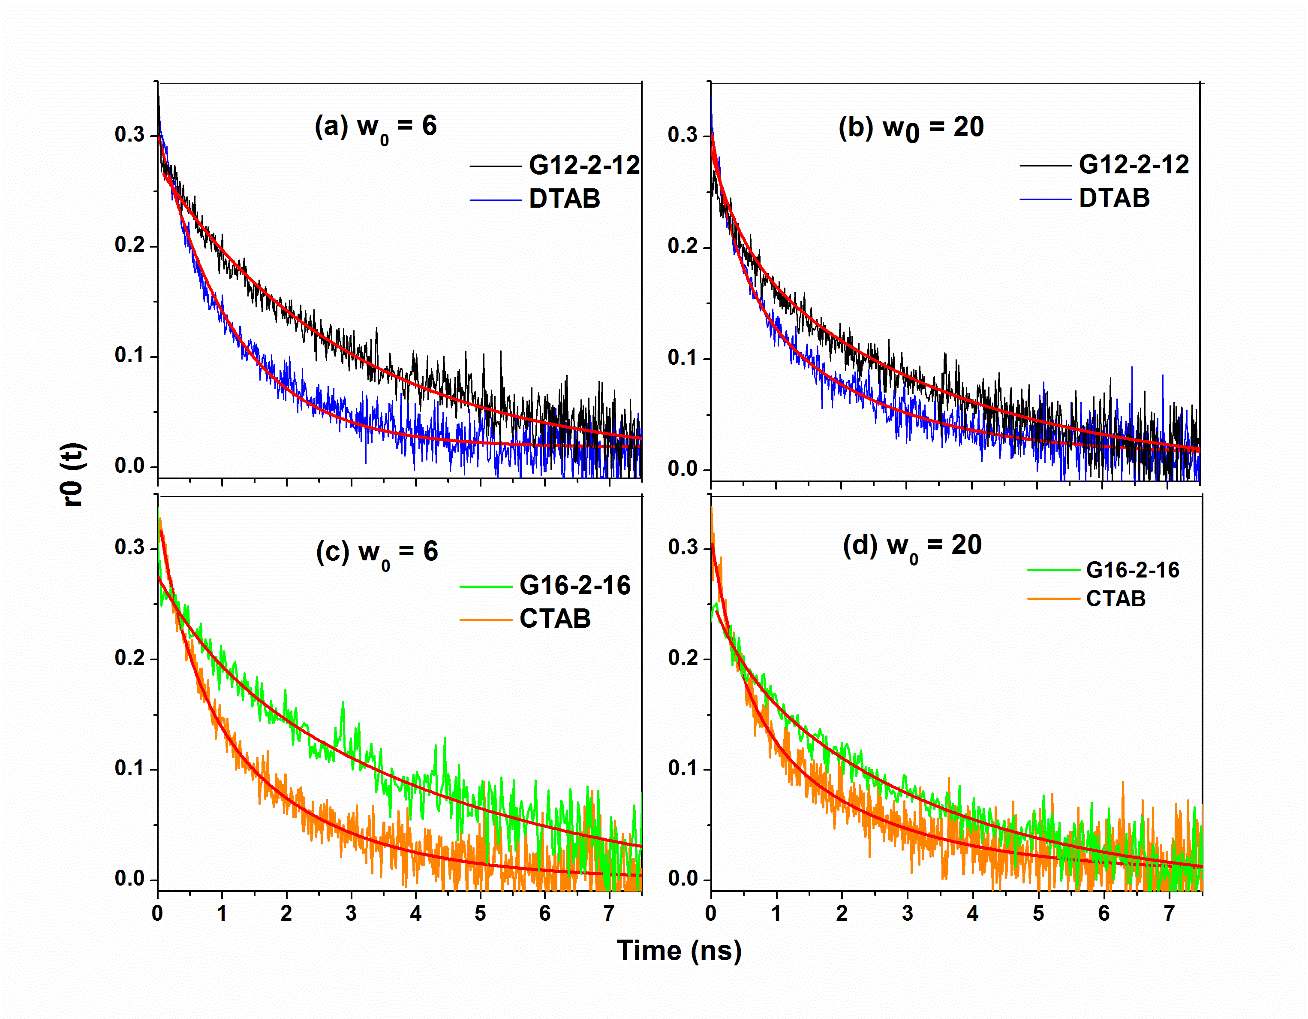 (a) w0 = 6
G12-2-12
DTAB
(b) w0 = 20
G12-2-12
DTAB
0.3
0.2
0.1
0.0
0.3
0.2
0.1
0.0
r0 (t)
(c) w0 = 6
G16-2-16
CTAB
(d) w0 = 20
G16-2-16
CTAB
0.3
0.2
0.1
0.0
0.3
0.2
0.1
0.0
0 1 2 3 4 5 6 7
0 1 2 3 4 5 6 7
Time (ns)